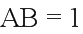 AB = 1